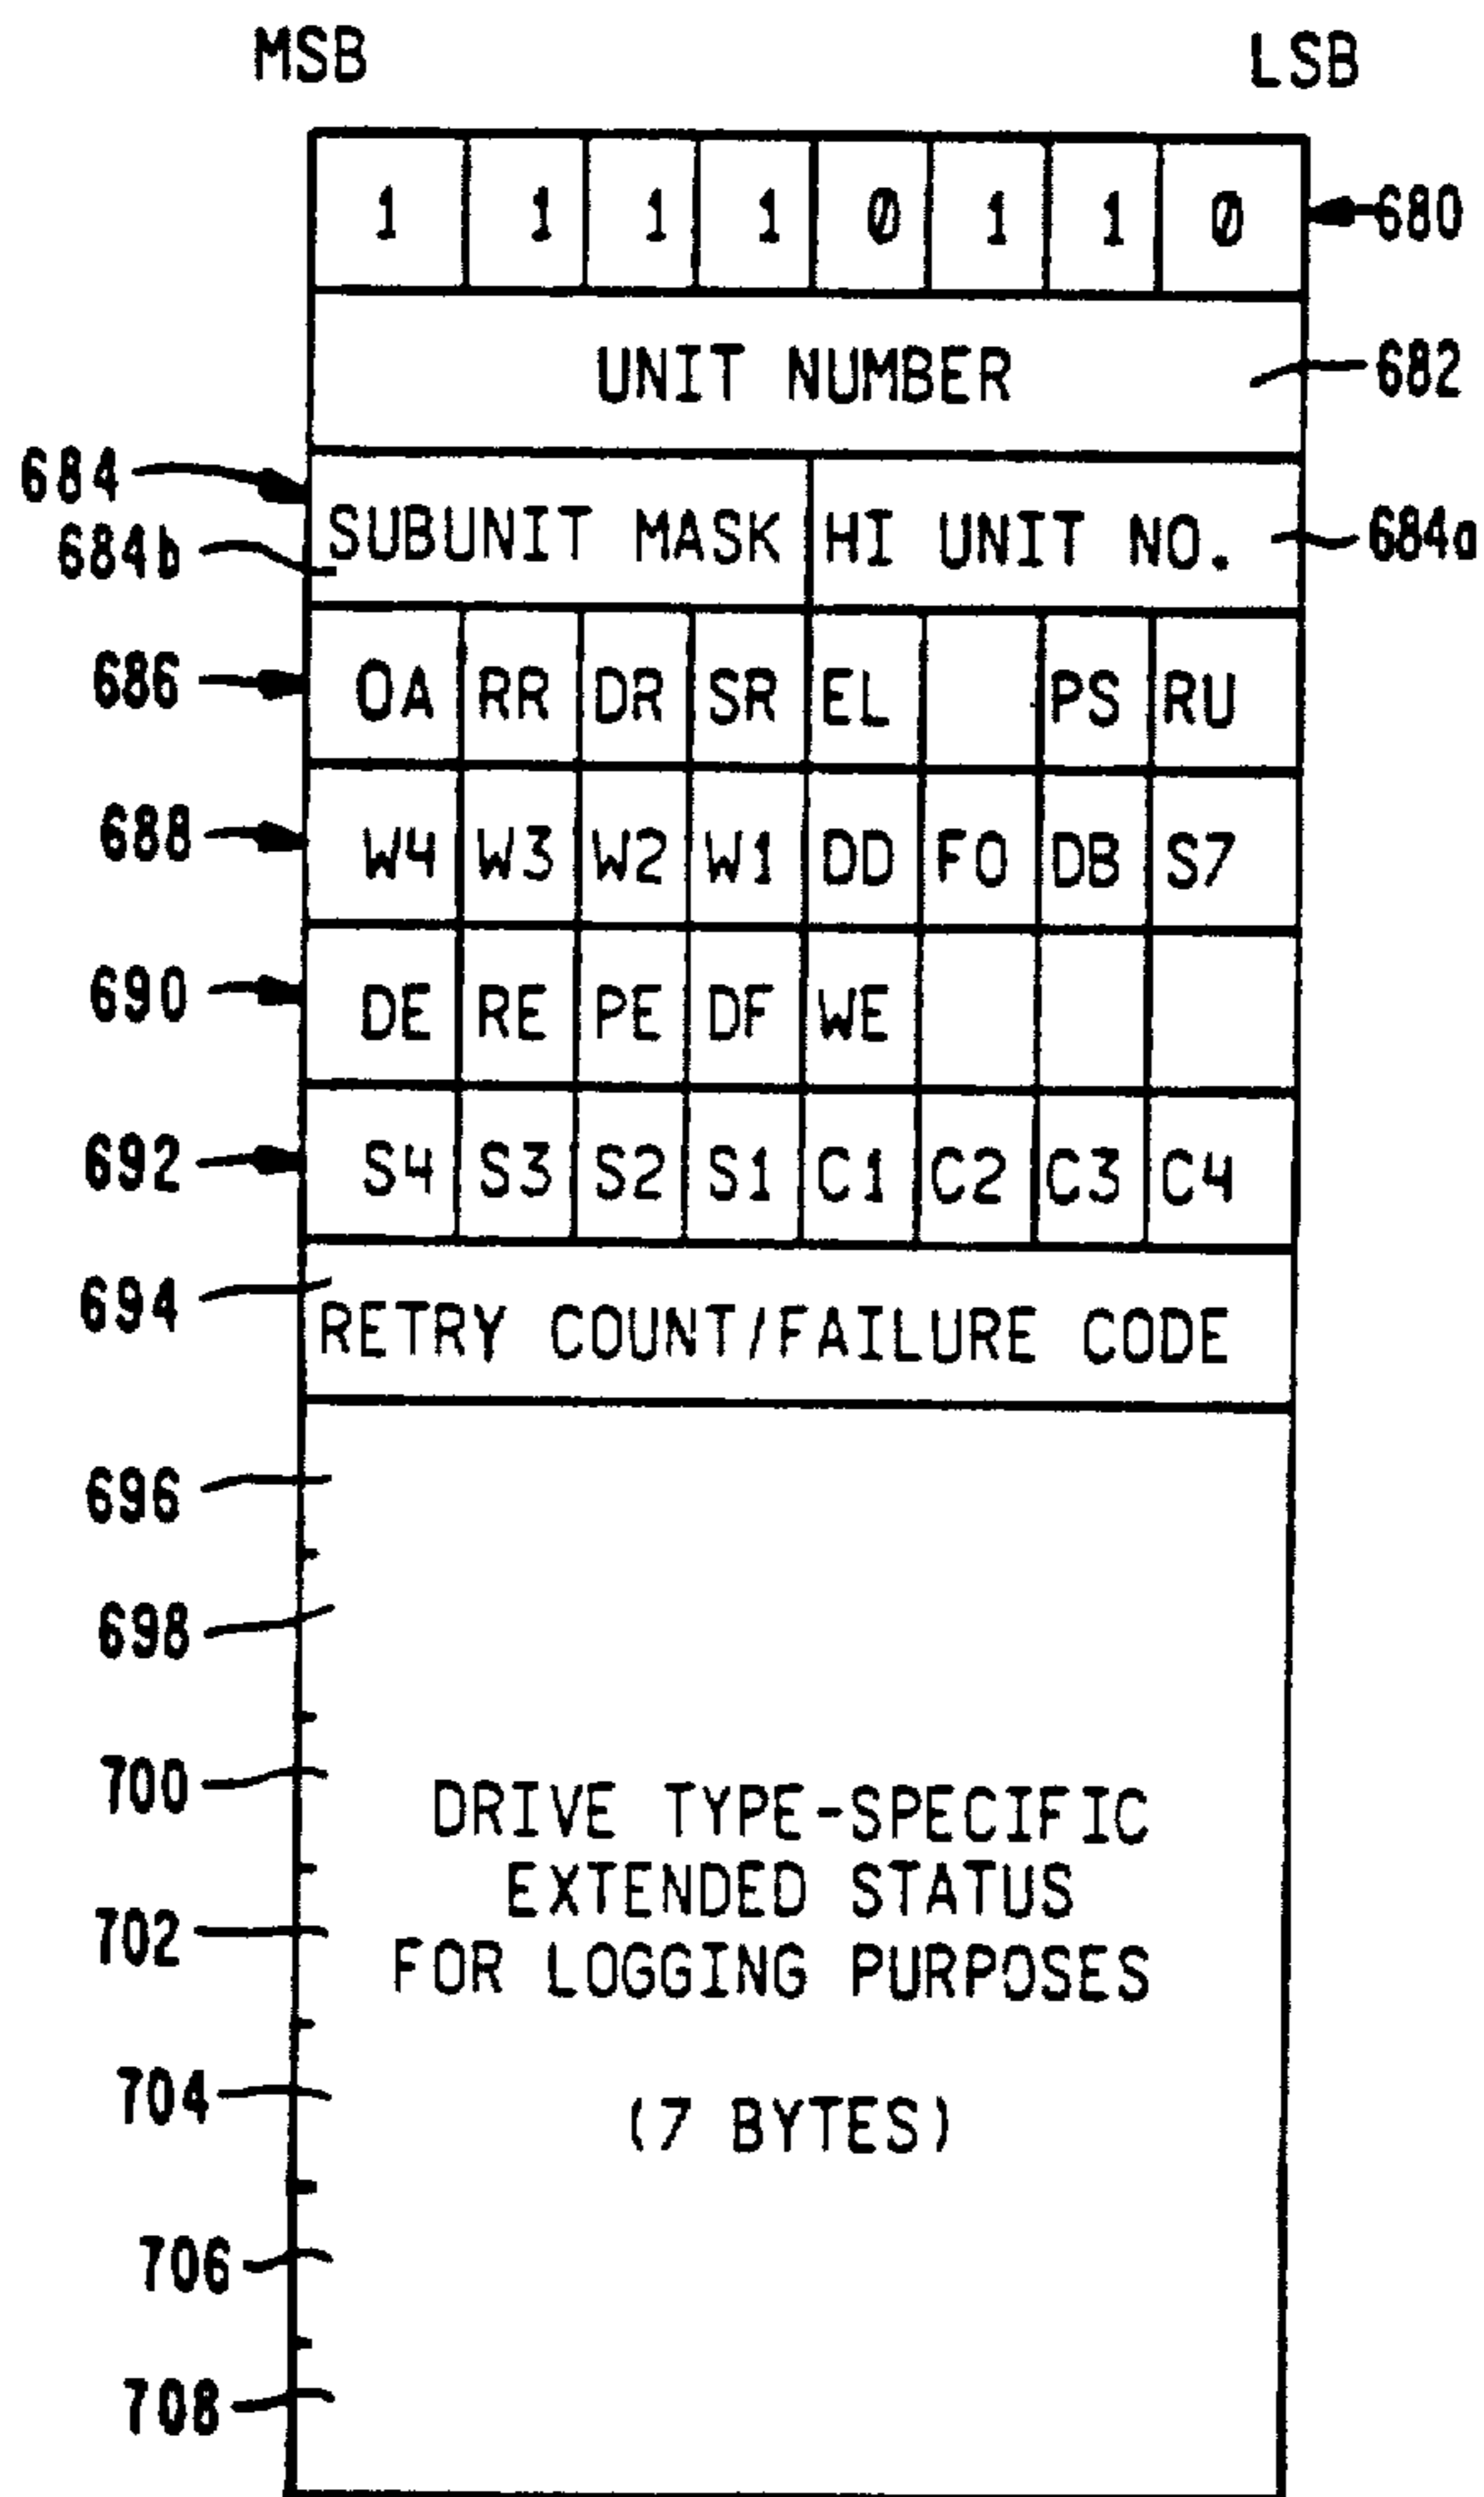 MSB LSB
1 1 1 1 0 1 1 0 680
UNIT NUMBER 682
684
684b SUBUNIT MASK HI UNIT NO. 684a
686 OA RR DR SR EL PS RU
688 W4 W3 W2 W1 DD FO DB S7
690 DE RE PE DF WE
692 S4 S3 S2 S1 C1 C2 C3 C4
694 RETRY COUNT/FAILURE CODE
696
698
700 DRIVE TYPE-SPECIFIC
EXTENDED STATUS
702 FOR LOGGING PURPOSES
704 (7 BYTES)
706
708